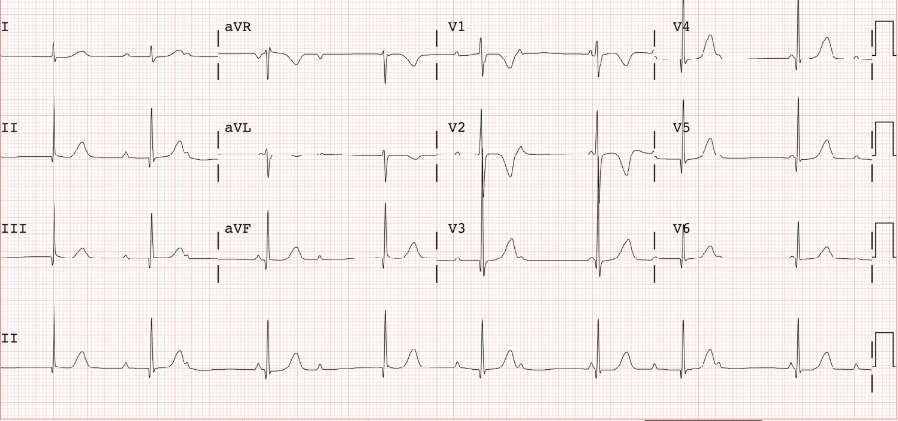 I aVR V1 V4
II aVL V2 V5
III aVF V3 V6
II